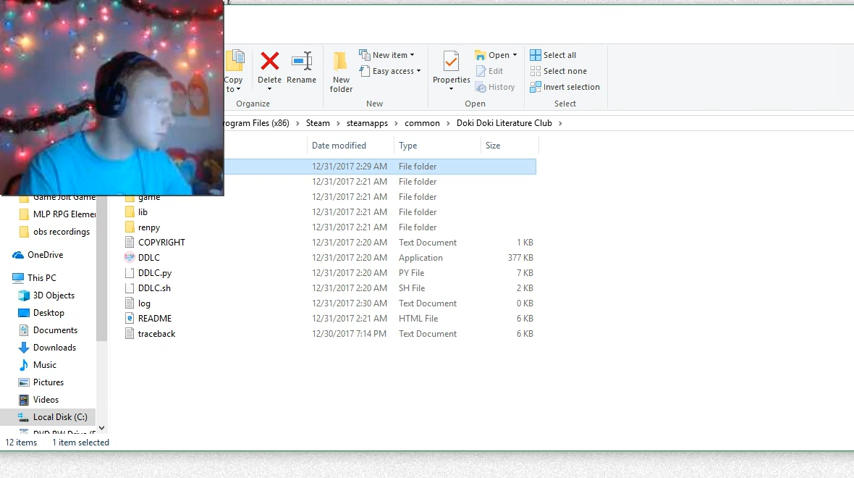 Copy to
Delete
Rename
New folder
New item
Easy access
Properties
Open
Edit
History
Select all
Select none
Invert selection
Organize
New
Open
Select
rogram Files (x86) > Steam > steamapps > common > Doki Doki Literature Club >
Date modified Type Size
12/31/2017 2:29 AM File folder
12/31/2017 2:21 AM File folder
game 12/31/2017 2:21 AM File folder
lib 12/31/2017 2:21 AM File folder
renpy 12/31/2017 2:21 AM File folder
COPYRIGHT 12/31/2017 2:20 AM Text Document 1 KB
DDLC 12/31/2017 2:20 AM Application 377 KB
DDLC.py 12/31/2017 2:20 AM PY File 7 KB
DDLC.sh 12/31/2017 2:20 AM SH File 2 KB
log 12/31/2017 2:30 AM Text Document 0 KB
README 12/31/2017 2:21 AM HTML File 6 KB
traceback 12/30/2017 7:14 PM Text Document 6 KB
Game Jolt Game
MLP RPG Eleme
obs recordings
OneDrive
This PC
3D Objects
Desktop
Documents
Downloads
Music
Pictures
Videos
Local Disk (C:)
12 items 1 item selected